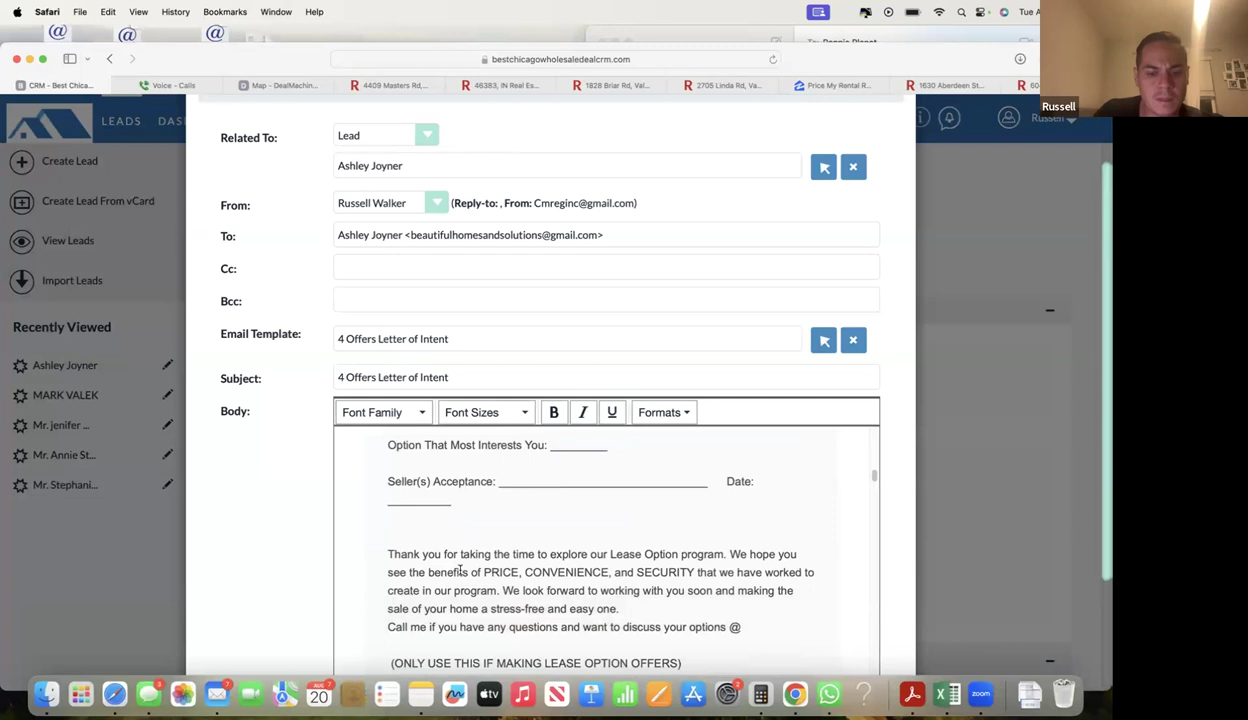 Safari File Edit View History Bookmarks Window Help Tue A
bestchicagowholesaledealcrm.com
CRM - Best Chica... Voice - Calls Map - DealMachin... 4409 Masters Rd,... 46383, IN Real Es... 1828 Briar Rd, Val... 2705 Linda Rd, Va... Price My Rental R... 1630 Aberdeen St...
Russell
LEADS
Create Lead
Create Lead From vCard
View Leads
Import Leads
Recently Viewed
Ashley Joyner
MARK VALEK
Mr. jenifer ...
Mr. Annie St...
Mr. Stephani...
Related To: Lead
Ashley Joyner
From: Russell Walker (Reply-to: , From: Cmreginc@gmail.com)
To: Ashley Joyner <beautifulhomesandsolutions@gmail.com>
Cc:
Bcc:
Email Template: 4 Offers Letter of Intent
Subject: 4 Offers Letter of Intent
Body: Font Family Font Sizes B I U Formats
Option That Most Interests You: ________
Seller(s) Acceptance: ______________________________ Date:
_________
Thank you for taking the time to explore our Lease Option program. We hope you
see the benefits of PRICE, CONVENIENCE, and SECURITY that we have worked to
create in our program. We look forward to working with you soon and making the
sale of your home a stress-free and easy one.
Call me if you have any questions and want to discuss your options @
(ONLY USE THIS IF MAKING LEASE OPTION OFFERS)
AUG
20
zoom